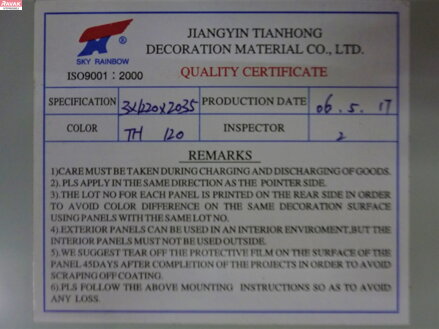 RAVAK
JIANGYIN TIANHONG
DECORATION MATERIAL CO., LTD.
SKY RAINBOW
ISO9001 : 2000
QUALITY CERTIFICATE
SPECIFICATION 3x1220x2035 PRODUCTION DATE 06.5.17
COLOR TH 120 INSPECTOR 2
REMARKS
1)CARE MUST BE TAKEN DURING CHARGING AND DISCHARGING OF GOODS.
2). PLS APPLY IN THE SAME DIRECTION AS THE POINTER SIDE.
3).THE LOT NO FOR EACH PANEL IS PRINTED ON THE REAR SIDE IN ORDER
TO AVOID COLOR DIFFERENCE ON THE SAME DECORATION SURFACE
USING PANELS WITH THE SAME LOT NO.
4).EXTERIOR PANELS CAN BE USED IN AN INTERIOR ENVIROMENT,BUT THE
INTERIOR PANELS MUST NOT BE USED OUTSIDE.
5).WE SUGGEST TEAR OFF THE PROTECTIVE FILM ON THE SURFACE OF THE
PANEL 45DAYS AFTER COMPLETION OF THE PROJECTS IN ORDER TO AVOID
SCRAPING OFF COATING.
6).PLS FOLLOW THE ABOVE MOUNTING INSTRUCTIONS SO AS TO AVOID
ANY LOSS.